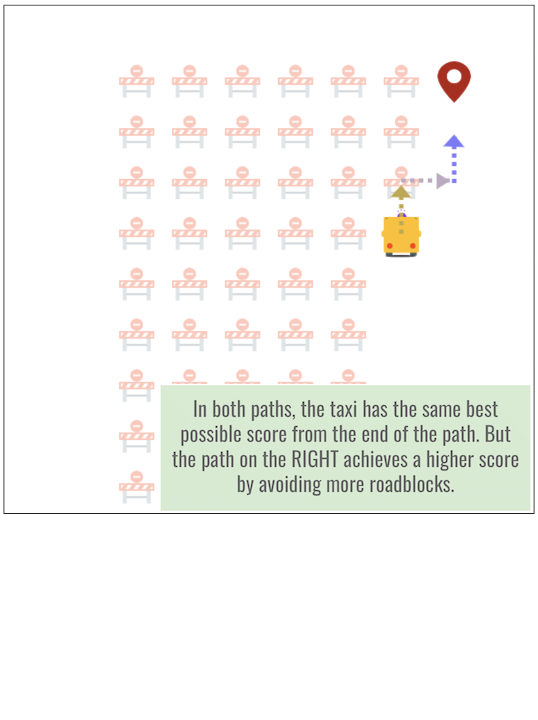 In both paths, the taxi has the same best
possible score from the end of the path. But
the path on the RIGHT achieves a higher score
by avoiding more roadblocks.